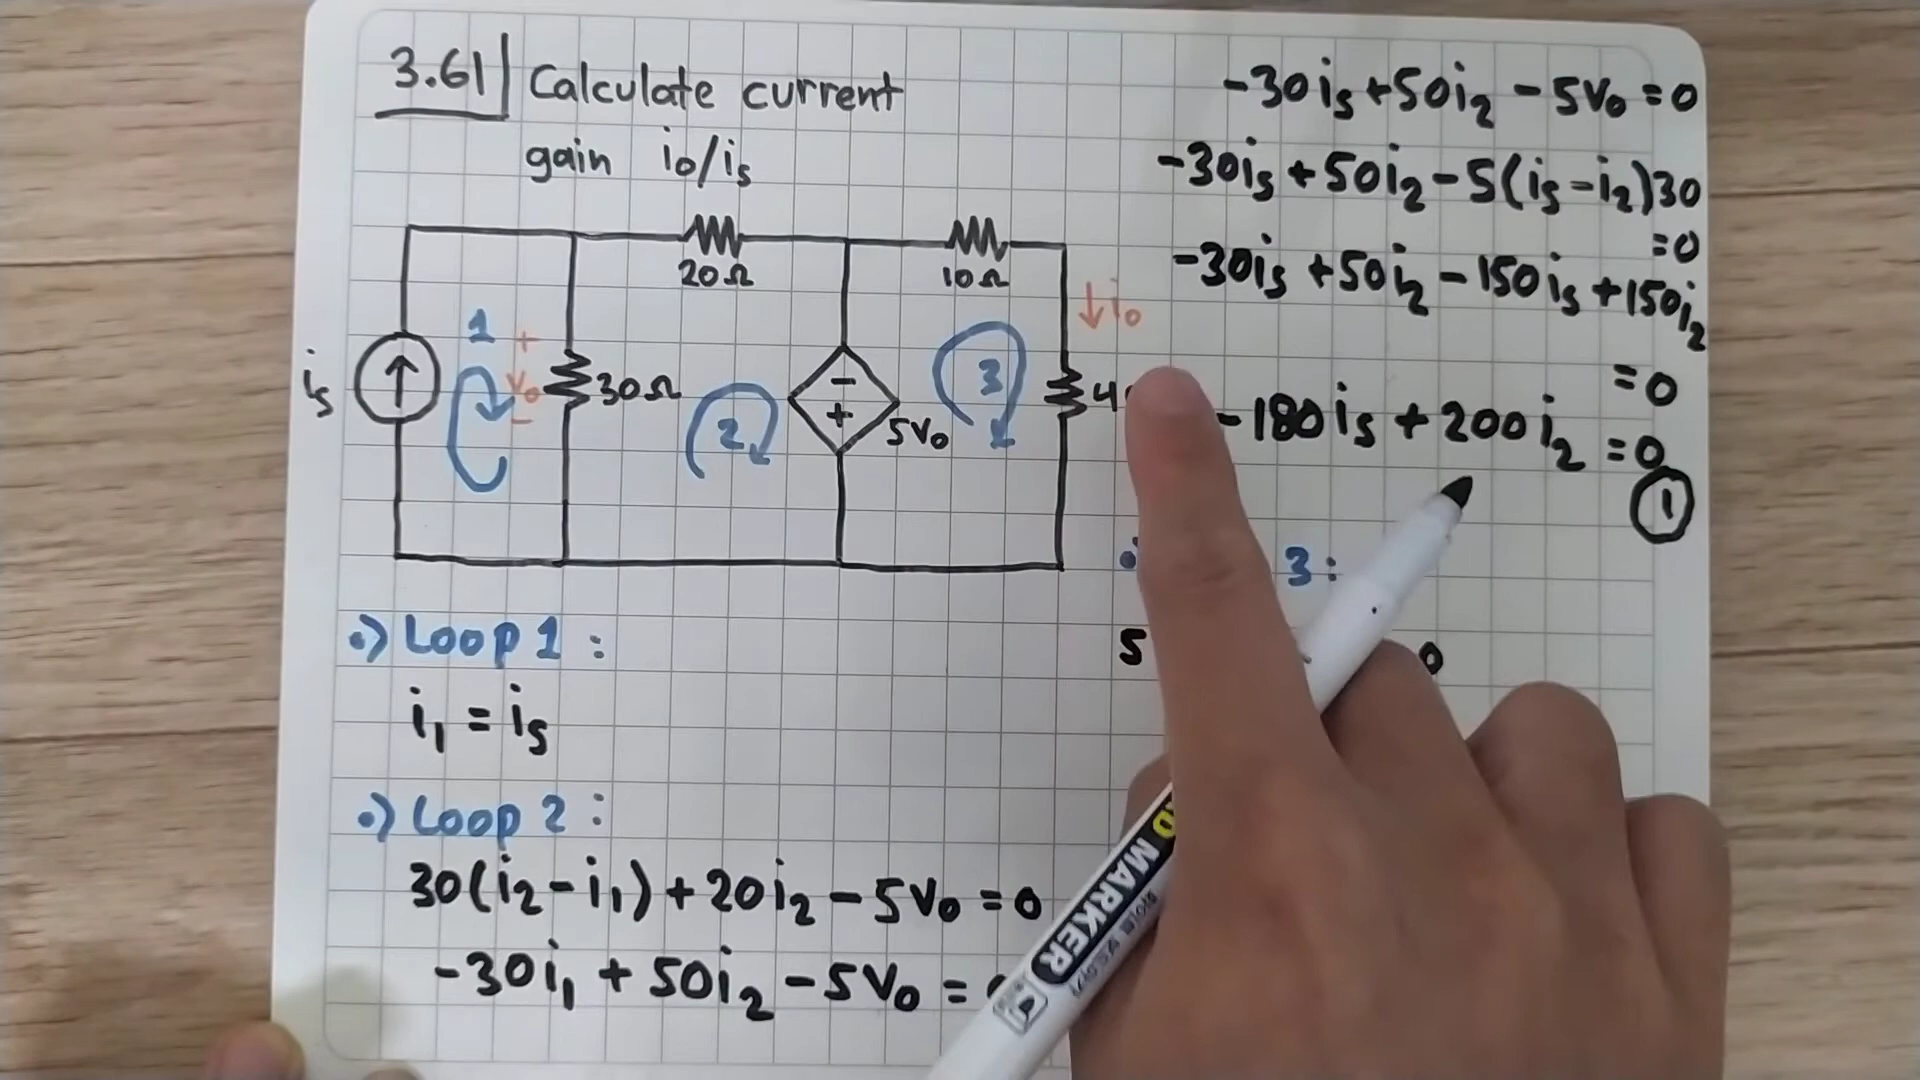 3.61 Calculate current
gain io/is
20Ω
10Ω
↓io
is
1
+
vo
-
30Ω
2
-
+
5vo
3
4
•) Loop 1 :
i1 = is
•) Loop 2 :
30(i2-i1)+20i2-5vo=0
-30i1+50i2-5vo=
-30is+50i2-5vo=0
-30is+50i2-5(is-i2)30
=0
-30is+50i2-150is+150i2
=0
-180is+200i2=0
①
3:
5
0
MARKER